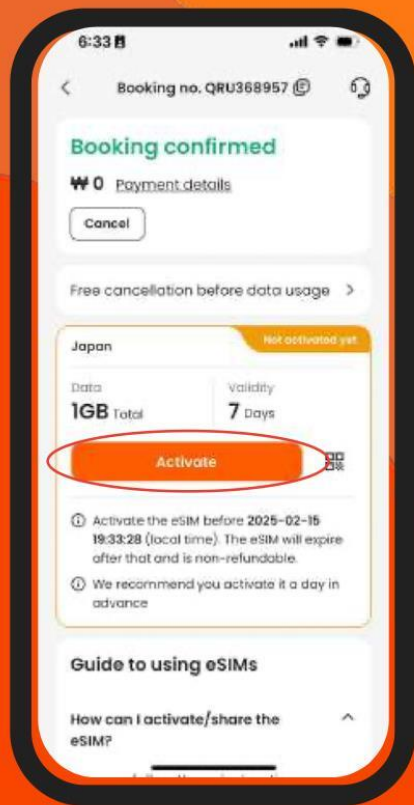 6:33
Booking no. QRU368957
Booking confirmed
₩ 0 Payment details
Cancel
Free cancellation before data usage
Japan
Not activated yet
Data
Validity
1GB Total
7 Days
Activate
Activate the eSIM before 2025-02-15
19:33:28 (local time). The eSIM will expire
after that and is non-refundable.
We recommend you activate it a day in
advance
Guide to using eSIMs
How can I activate/share the
eSIM?